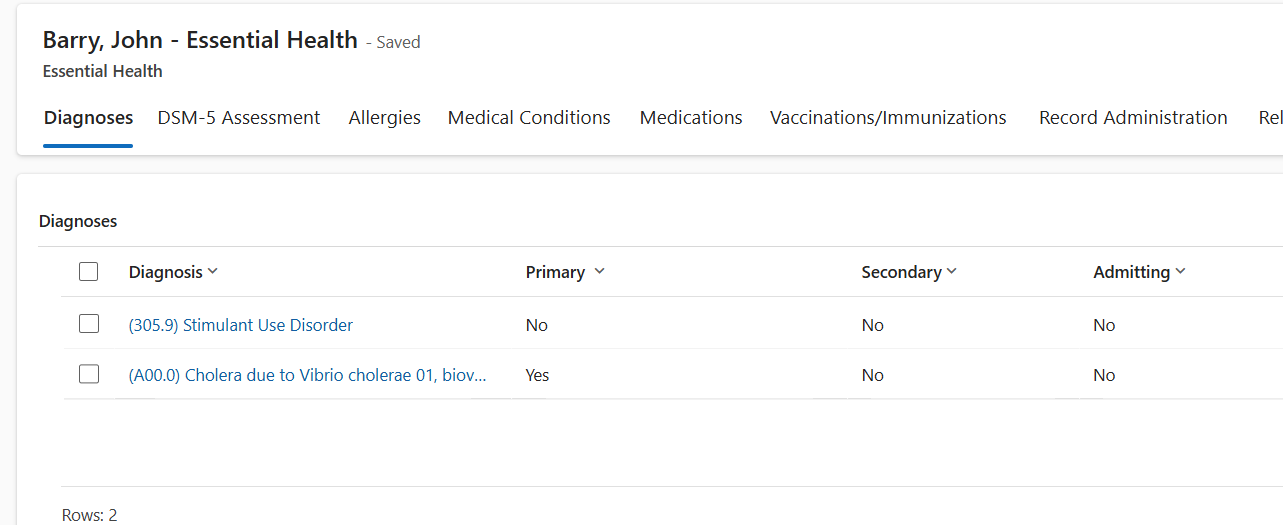 Barry, John - Essential Health - Saved
Essential Health
Diagnoses DSM-5 Assessment Allergies Medical Conditions Medications Vaccinations/Immunizations Record Administration Rel
Diagnoses
Diagnosis Primary Secondary Admitting
(305.9) Stimulant Use Disorder No No No
(A00.0) Cholera due to Vibrio cholerae 01, biov... Yes No No
Rows: 2